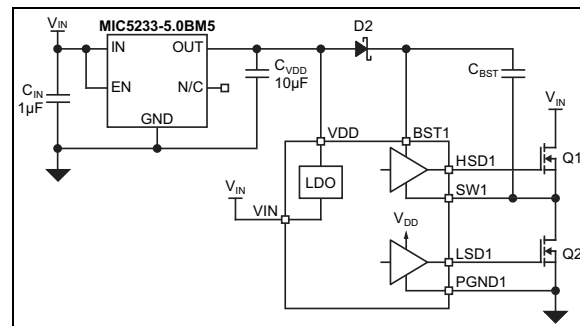 MIC5233-5.0BM5
D2
VIN
IN
OUT
CVDD
10µF
CBST
EN
N/C
CIN
1µF
VIN
GND
VDD
BST1
HSD1
Q1
LDO
VIN
SW1
VIN
VDD
LSD1
Q2
PGND1